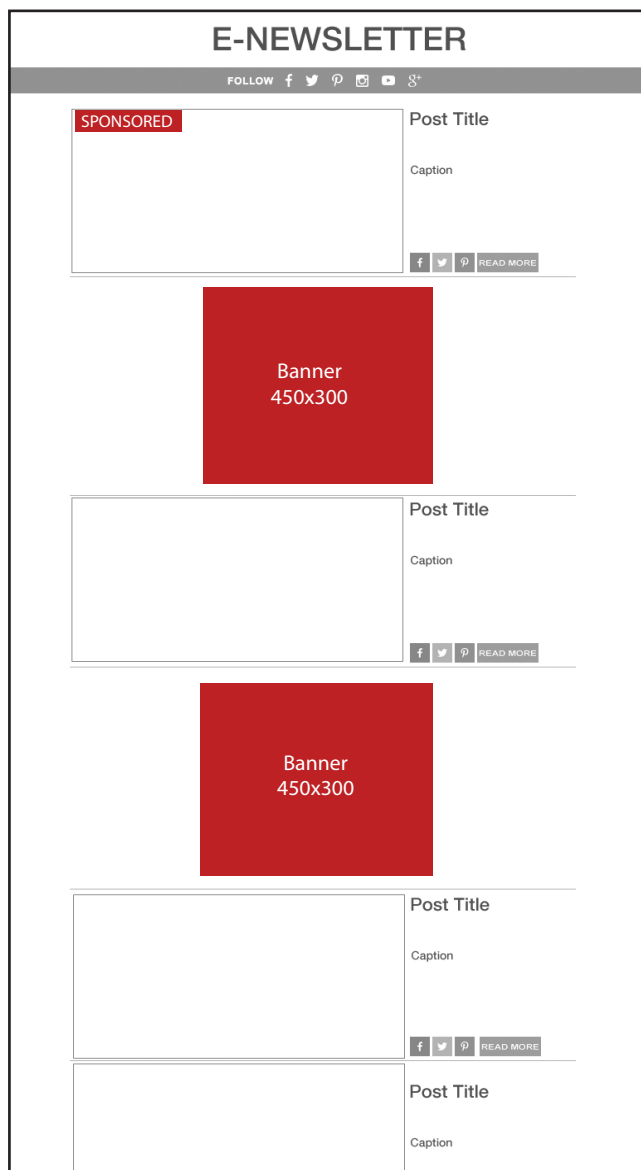 E-NEWSLETTER
FOLLOW
SPONSORED
Post Title
Caption
READ MORE
Banner
450x300
Post Title
Caption
READ MORE
Banner
450x300
Post Title
Caption
READ MORE
Post Title
Caption